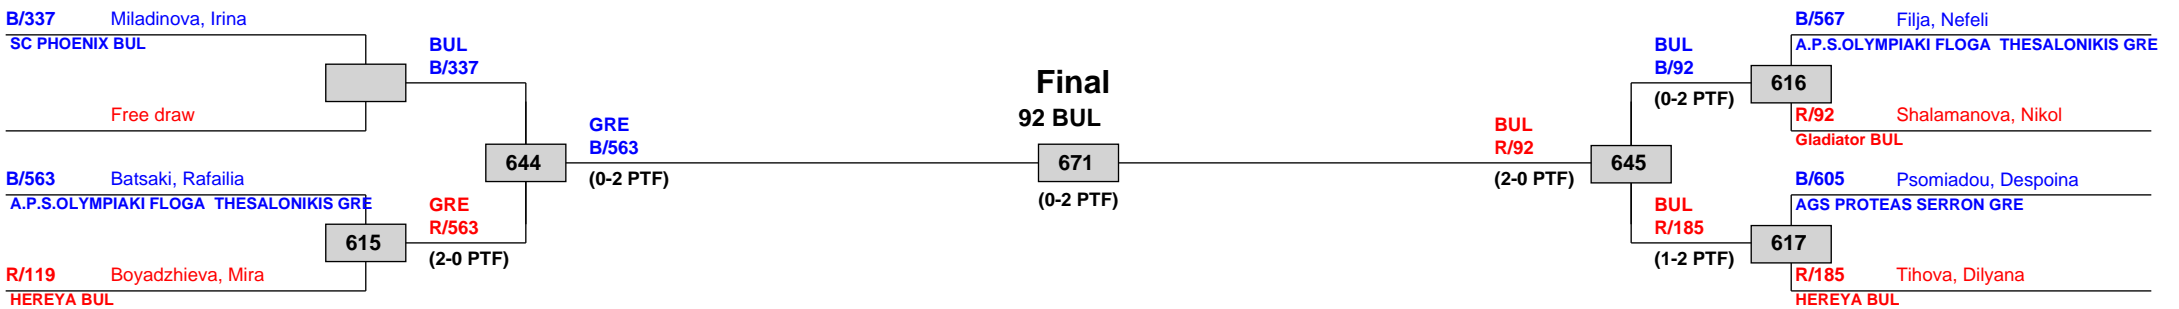 B/337 Miladinova, Irina
SC PHOENIX BUL
BUL
B/337
Free draw
GRE
B/563
644
(0-2 PTF)
B/563 Batsaki, Rafailia
A.P.S.OLYMPIAKI FLOGA THESALONIKIS GRE
GRE
R/563
615
(2-0 PTF)
R/119 Boyadzhieva, Mira
HEREYA BUL
Final
92 BUL
671
(0-2 PTF)
BUL
R/92
645
(2-0 PTF)
B/567 Filja, Nefeli
A.P.S.OLYMPIAKI FLOGA THESALONIKIS GRE
BUL
B/92
616
(0-2 PTF)
R/92 Shalamanova, Nikol
Gladiator BUL
B/605 Psomiadou, Despoina
AGS PROTEAS SERRON GRE
BUL
R/185
617
(1-2 PTF)
R/185 Tihova, Dilyana
HEREYA BUL